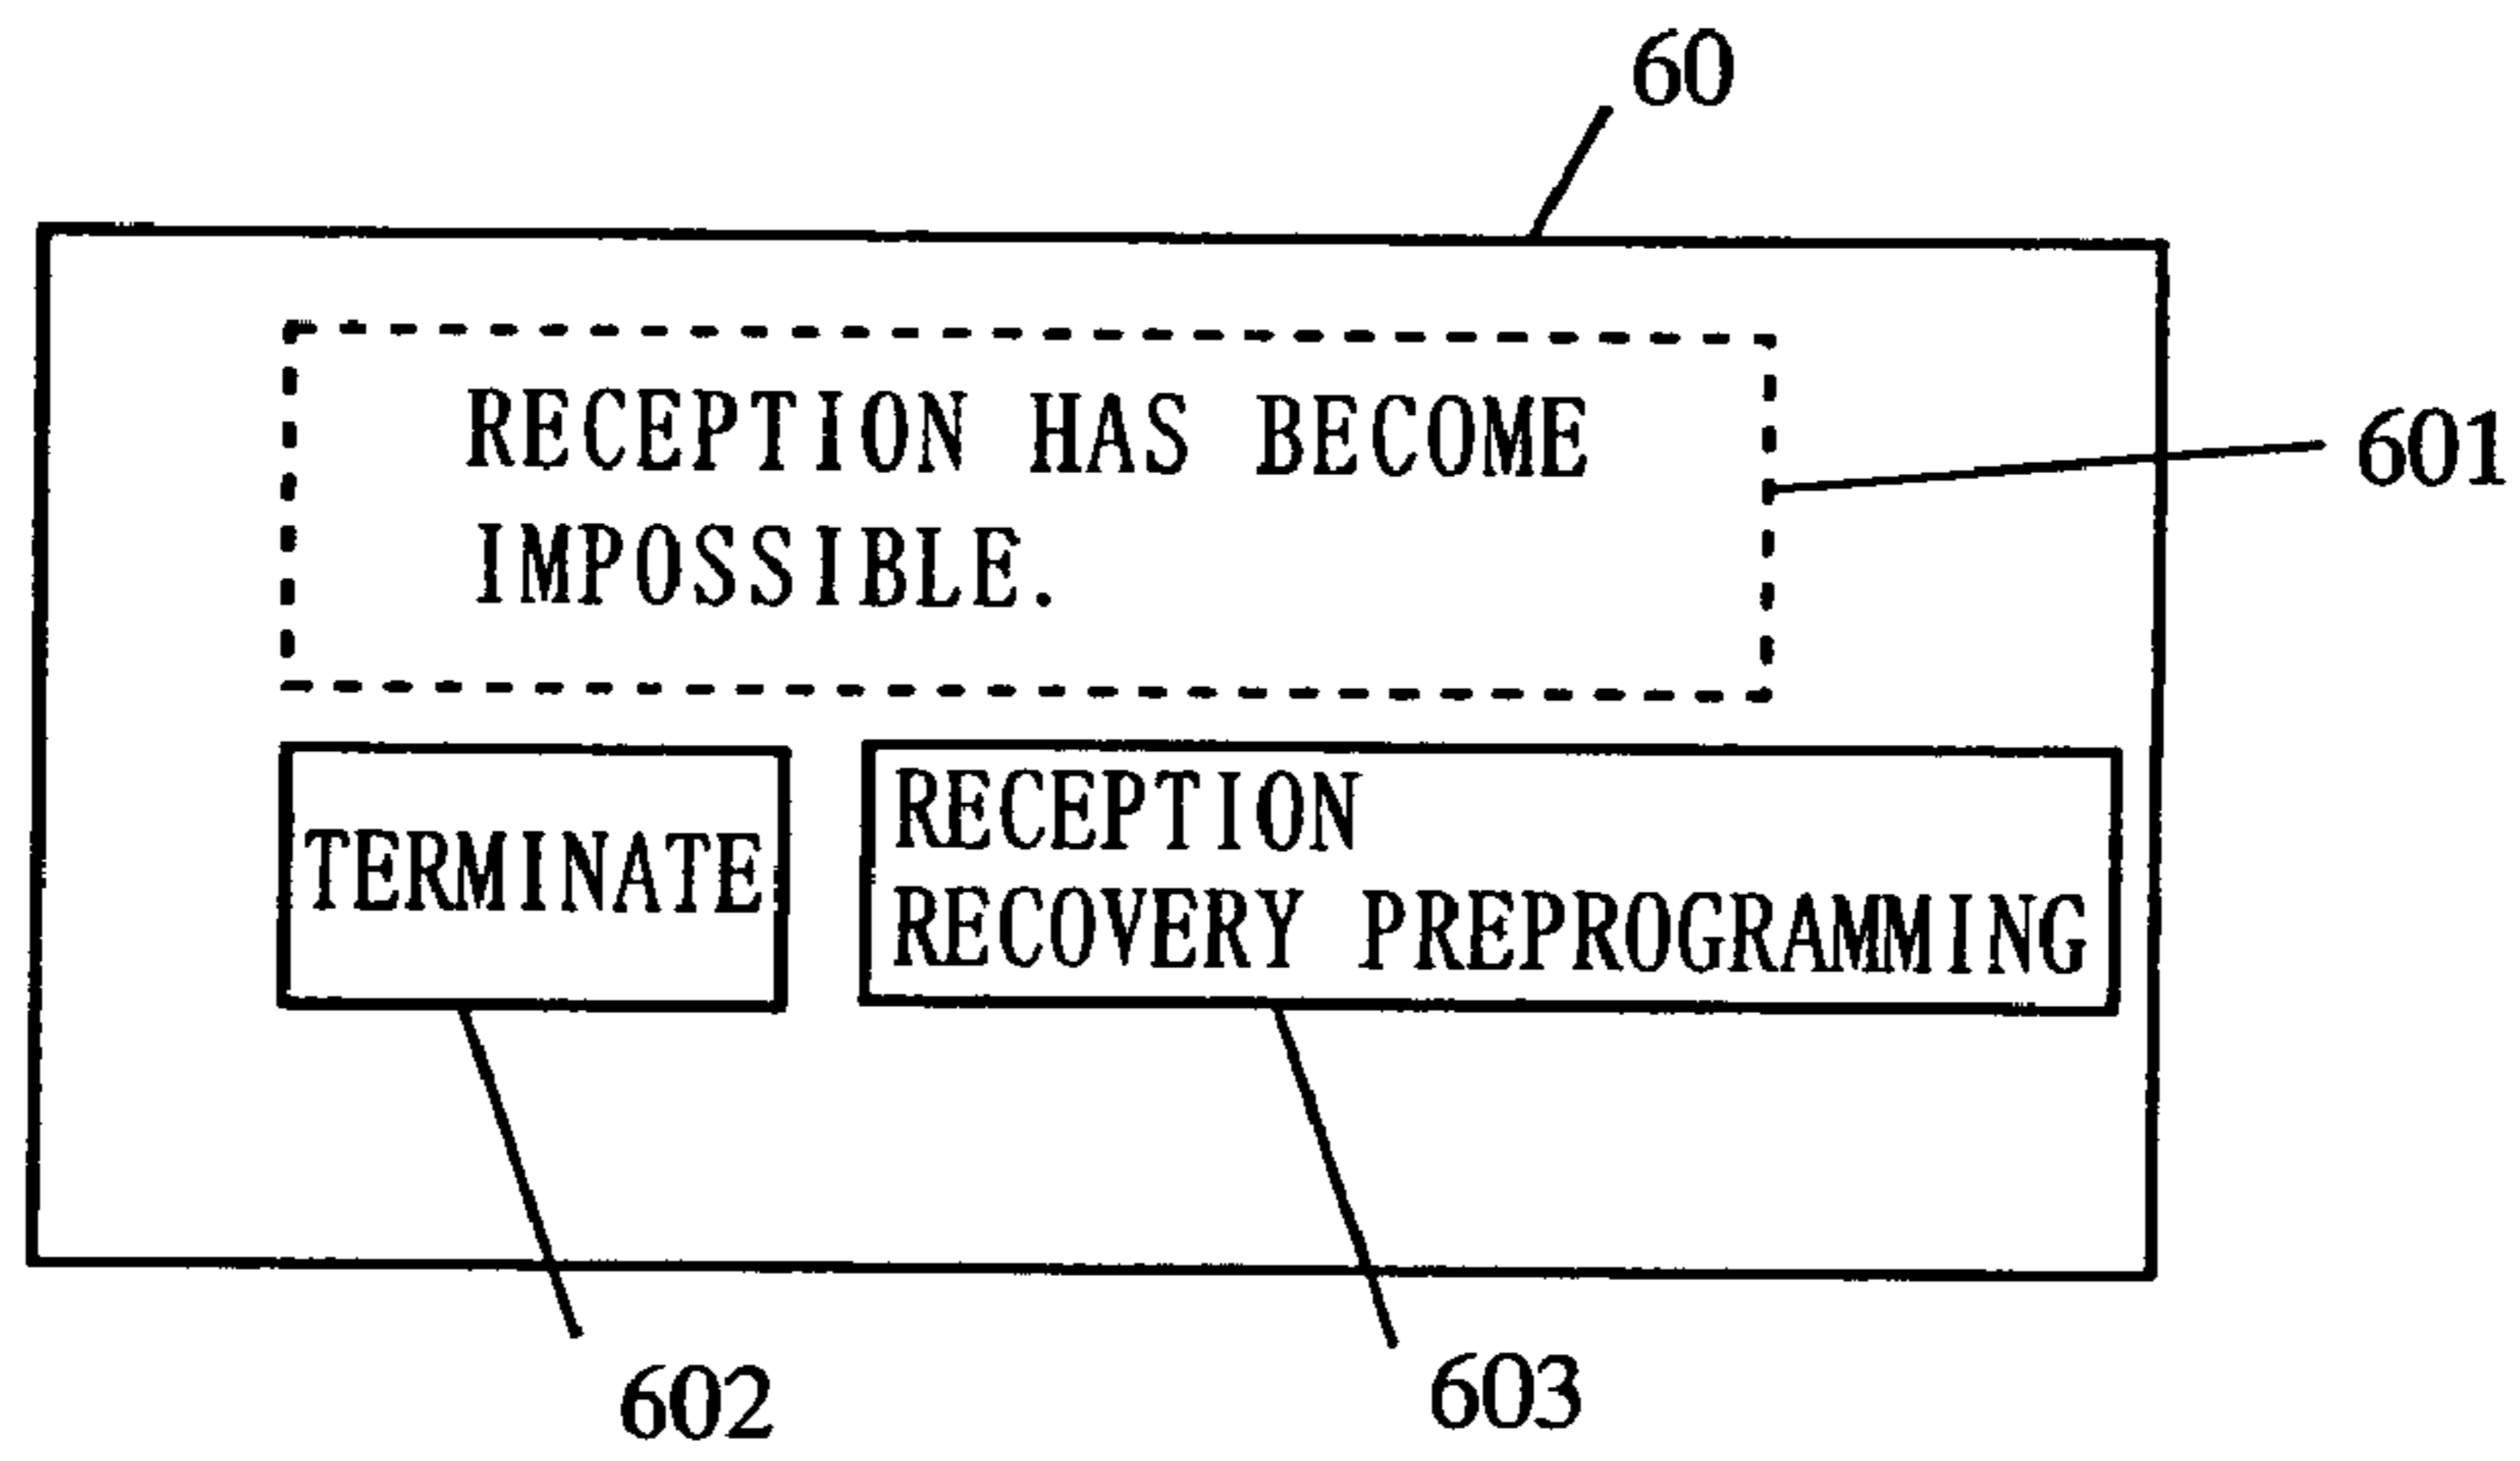 60
RECEPTION HAS BECOME
IMPOSSIBLE.
601
TERMINATE
RECEPTION
RECOVERY PREPROGRAMMING
602
603